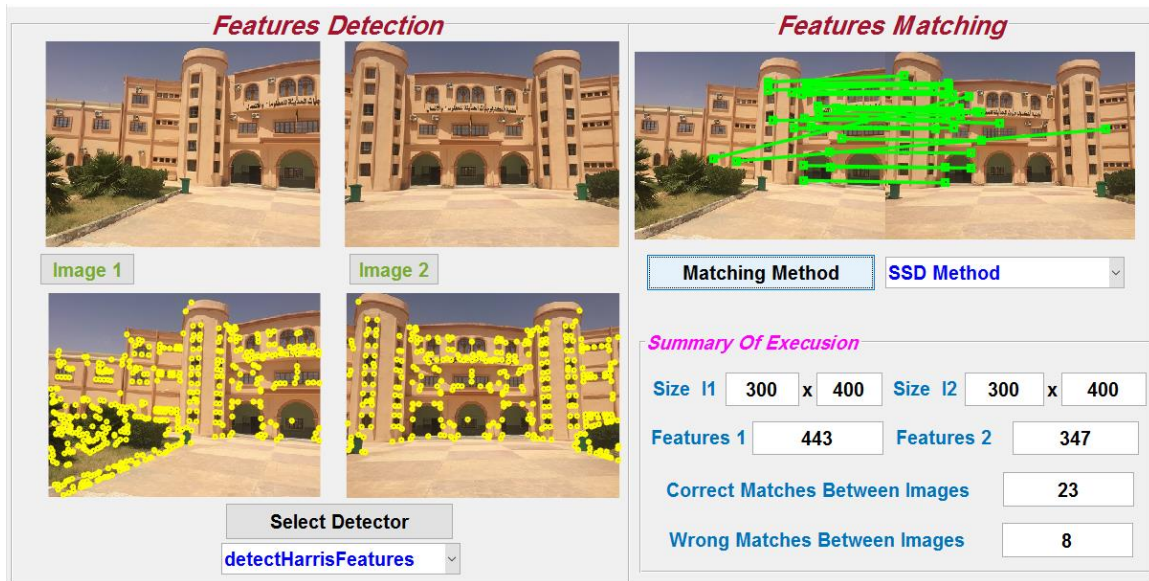 Features Detection
Features Matching
Image 1
Image 2
Matching Method
SSD Method
Summary Of Execusion
Size I1 300 x 400 Size I2 300 x 400
Features 1 443 Features 2 347
Correct Matches Between Images 23
Wrong Matches Between Images 8
Select Detector
detectHarrisFeatures